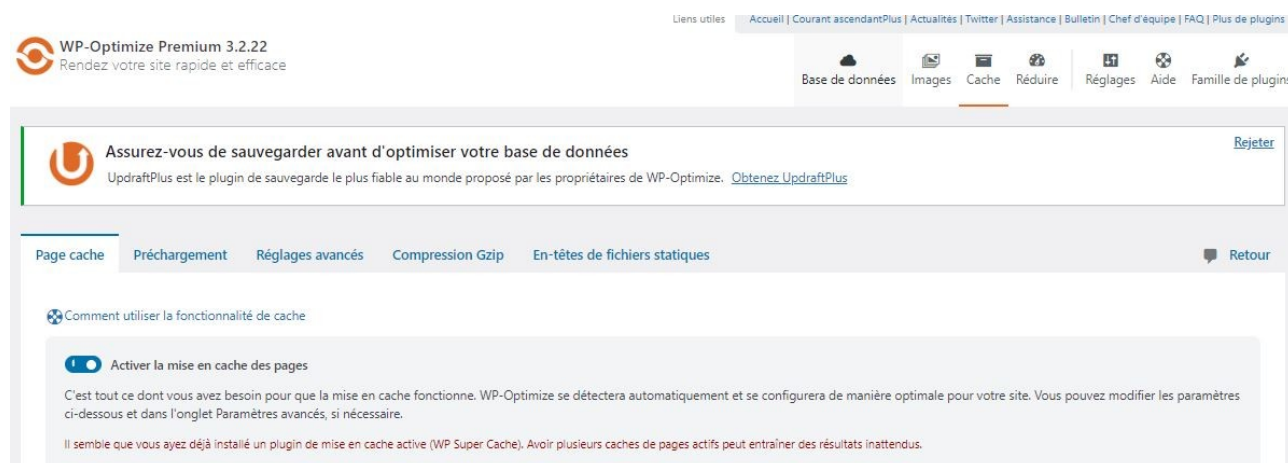 Liens utiles Accueil | Courant ascendantPlus | Actualités | Twitter | Assistance | Bulletin | Chef d'équipe | FAQ | Plus de plugins
WP-Optimize Premium 3.2.22
Rendez votre site rapide et efficace
Base de données Images Cache Réduire Réglages Aide Famille de plugins
Assurez-vous de sauvegarder avant d'optimiser votre base de données
Rejeter
UpdraftPlus est le plugin de sauvegarde le plus fiable au monde proposé par les propriétaires de WP-Optimize. Obtenez UpdraftPlus
Page cache Préchargement Réglages avancés Compression Gzip En-têtes de fichiers statiques Retour
Comment utiliser la fonctionnalité de cache
Activer la mise en cache des pages
C'est tout ce dont vous avez besoin pour que la mise en cache fonctionne. WP-Optimize se détectera automatiquement et se configurera de manière optimale pour votre site. Vous pouvez modifier les paramètres
ci-dessous et dans l'onglet Paramètres avancés, si nécessaire.
Il semble que vous ayez déjà installé un plugin de mise en cache active (WP Super Cache). Avoir plusieurs caches de pages actifs peut entraîner des résultats inattendus.